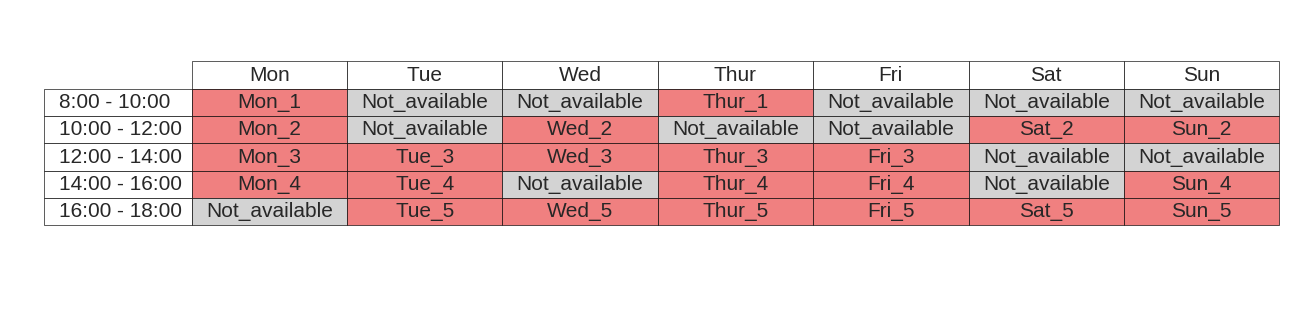 Mon Tue Wed Thur Fri Sat Sun
8:00 - 10:00 Mon_1 Not_available Not_available Thur_1 Not_available Not_available Not_available
10:00 - 12:00 Mon_2 Not_available Wed_2 Not_available Not_available Sat_2 Sun_2
12:00 - 14:00 Mon_3 Tue_3 Wed_3 Thur_3 Fri_3 Not_available Not_available
14:00 - 16:00 Mon_4 Tue_4 Not_available Thur_4 Fri_4 Not_available Sun_4
16:00 - 18:00 Not_available Tue_5 Wed_5 Thur_5 Fri_5 Sat_5 Sun_5